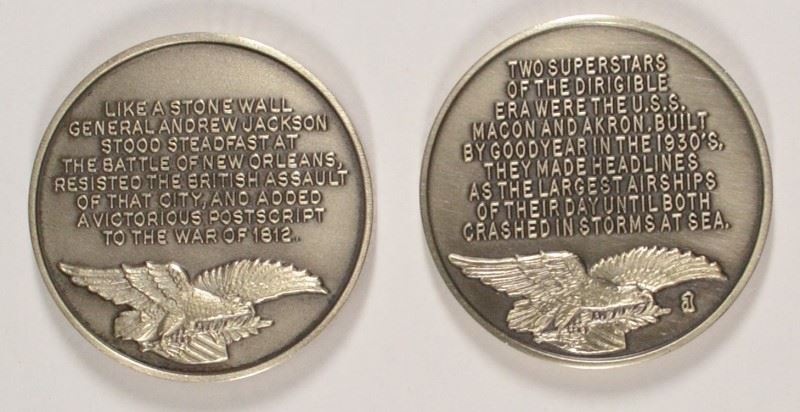 LIKE A STONE WALL
GENERAL ANDREW JACKSON
STOOD STEADFAST AT
THE BATTLE OF NEW ORLEANS,
RESISTED THE BRITISH ASSAULT
OF THAT CITY, AND ADDED
A VICTORIOUS POSTSCRIPT
TO THE WAR OF 1812.
TWO SUPERSTARS
OF THE DIRIGIBLE
ERA WERE THE U.S.S.
MACON AND AKRON. BUILT
BY GOODYEAR IN THE 1930'S,
THEY MADE HEADLINES
AS THE LARGEST AIRSHIPS
OF THEIR DAY UNTIL BOTH
CRASHED IN STORMS AT SEA.